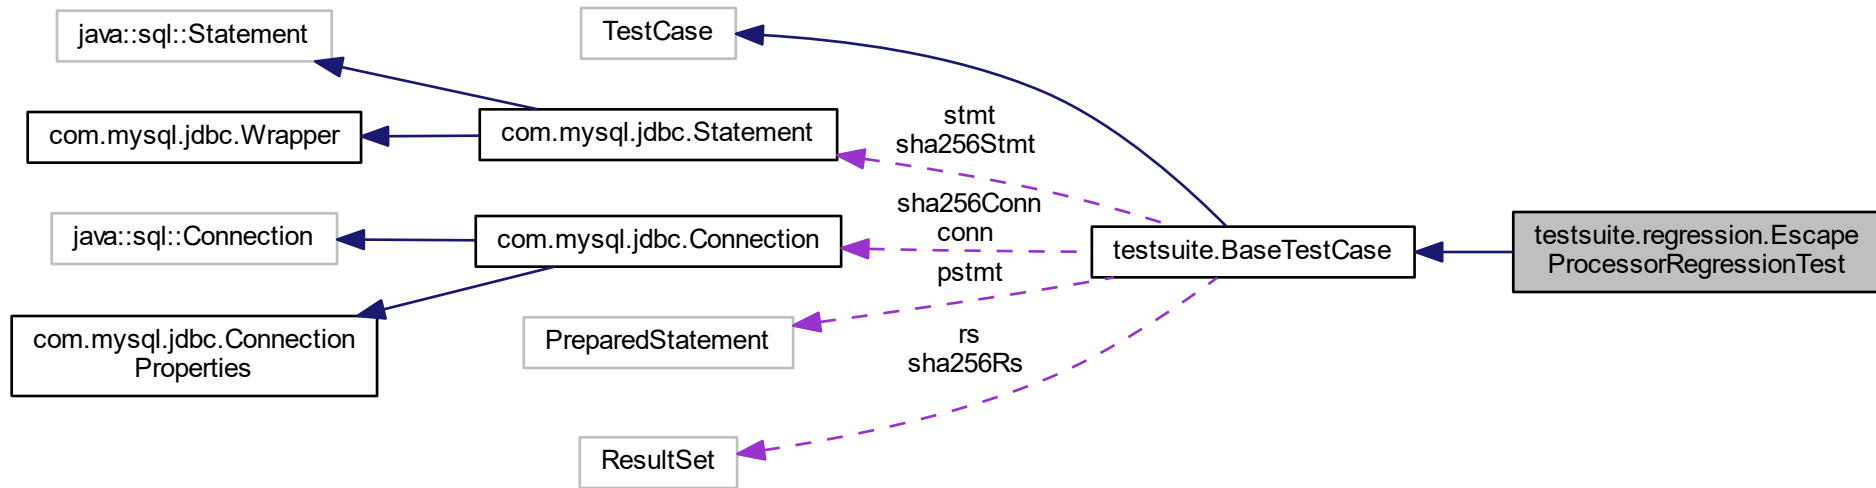 java::sql::Statement
TestCase
com.mysql.jdbc.Wrapper
com.mysql.jdbc.Statement
stmt
sha256Stmt
java::sql::Connection
com.mysql.jdbc.Connection
sha256Conn
conn
testsuite.BaseTestCase
testsuite.regression.Escape
ProcessorRegressionTest
pstmt
com.mysql.jdbc.Connection
Properties
PreparedStatement
rs
sha256Rs
ResultSet